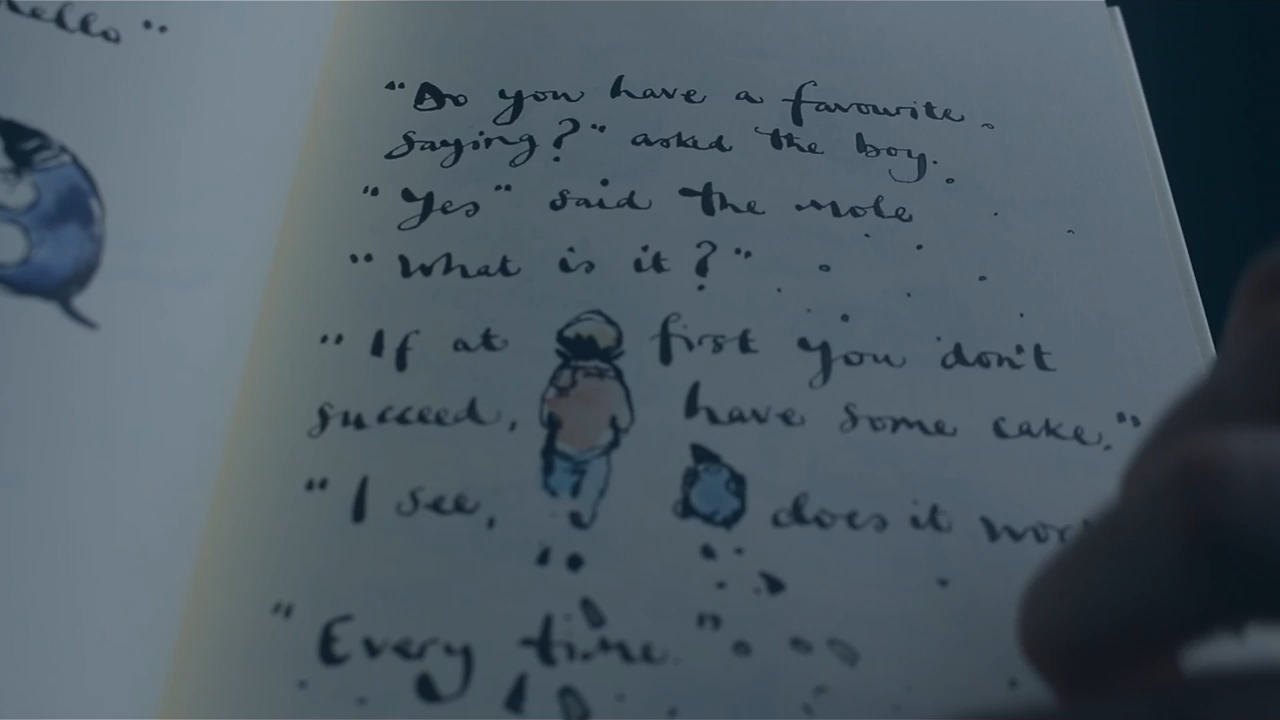 hello"
"Do you have a favourite
saying?" asked the boy.
"Yes" said the mole
"What is it?"
"If at first you don't
succeed, have some cake."
"I see, does it
"Every time."